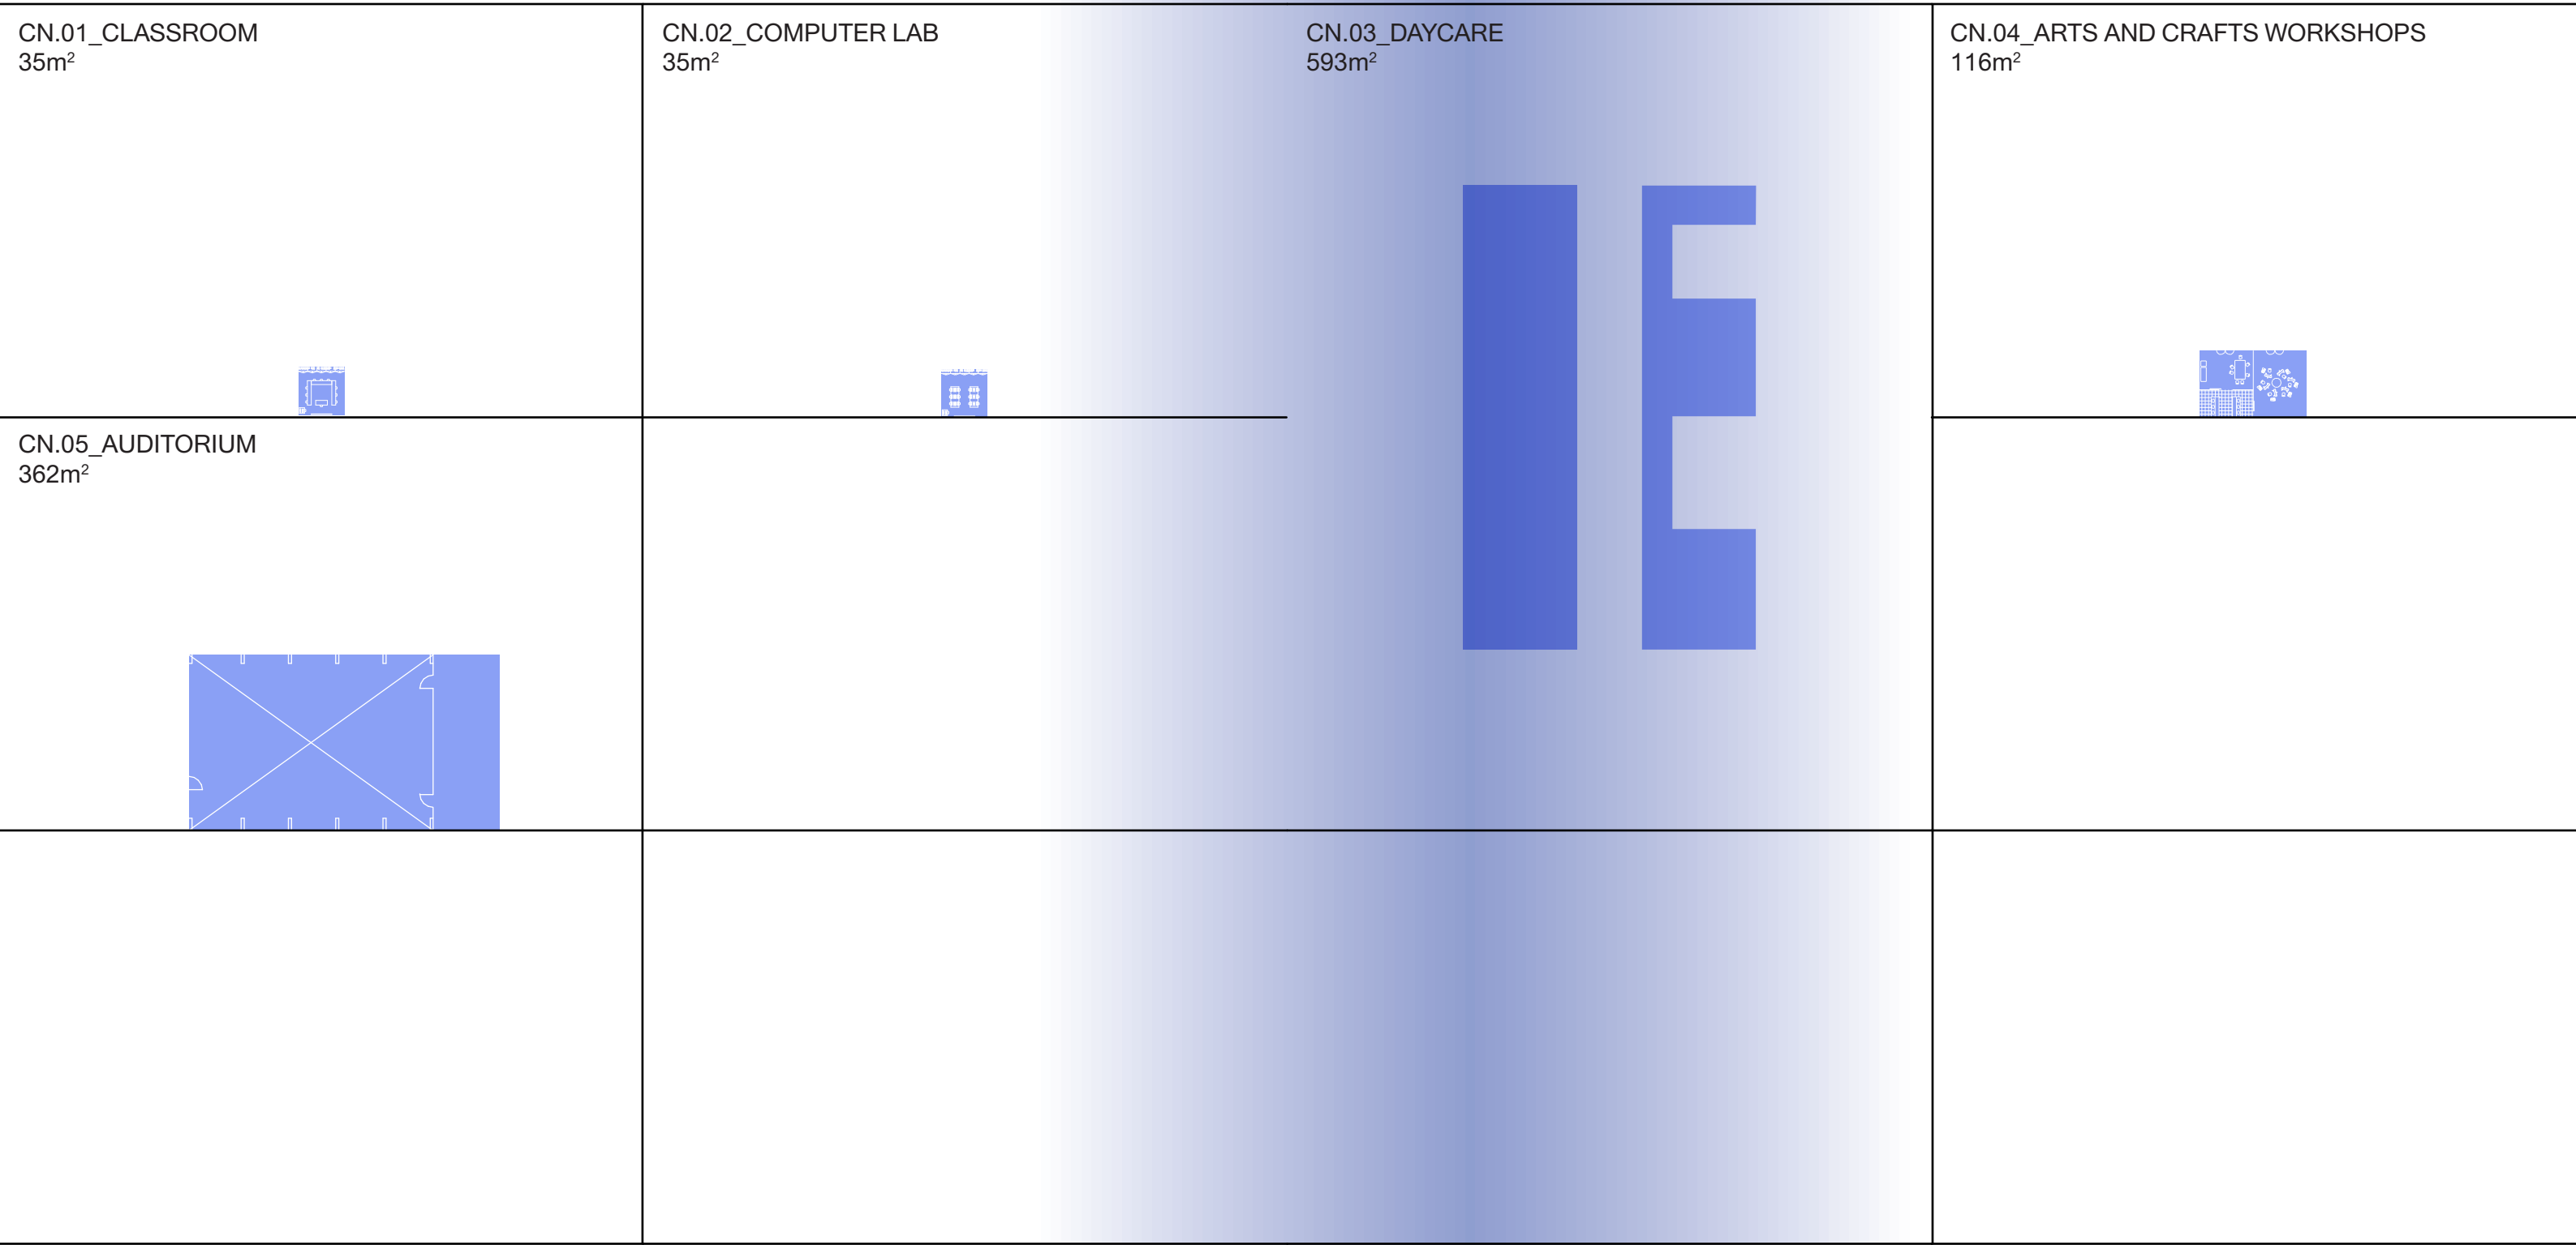 CN.01_CLASSROOM
35m²
CN.02_COMPUTER LAB
35m²
CN.03_DAYCARE
593m²
CN.04_ARTS AND CRAFTS WORKSHOPS
116m²
CN.05_AUDITORIUM
362m²